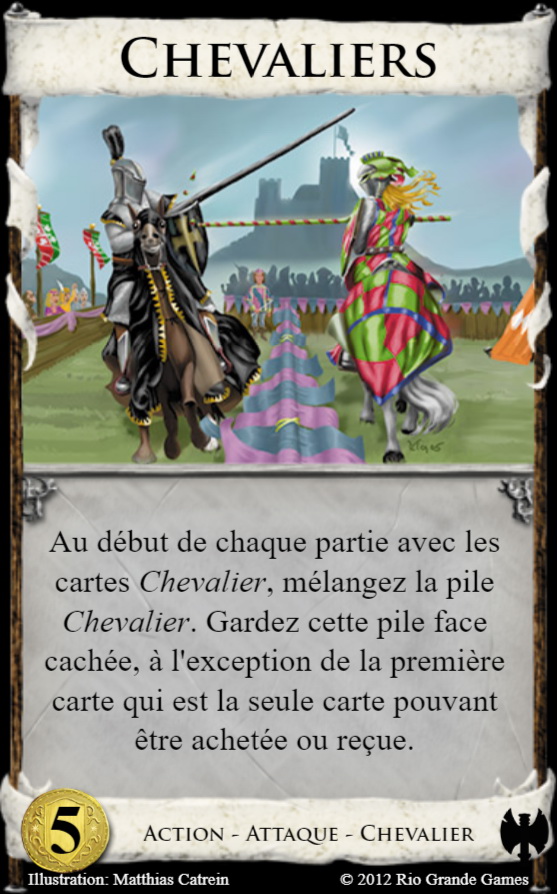 Chevaliers
Au début de chaque partie avec les
cartes Chevalier, mélangez la pile
Chevalier. Gardez cette pile face
cachée, à l'exception de la première
carte qui est la seule carte pouvant
être achetée ou reçue.
5
Action - Attaque - Chevalier
Illustration: Matthias Catrein © 2012 Rio Grande Games